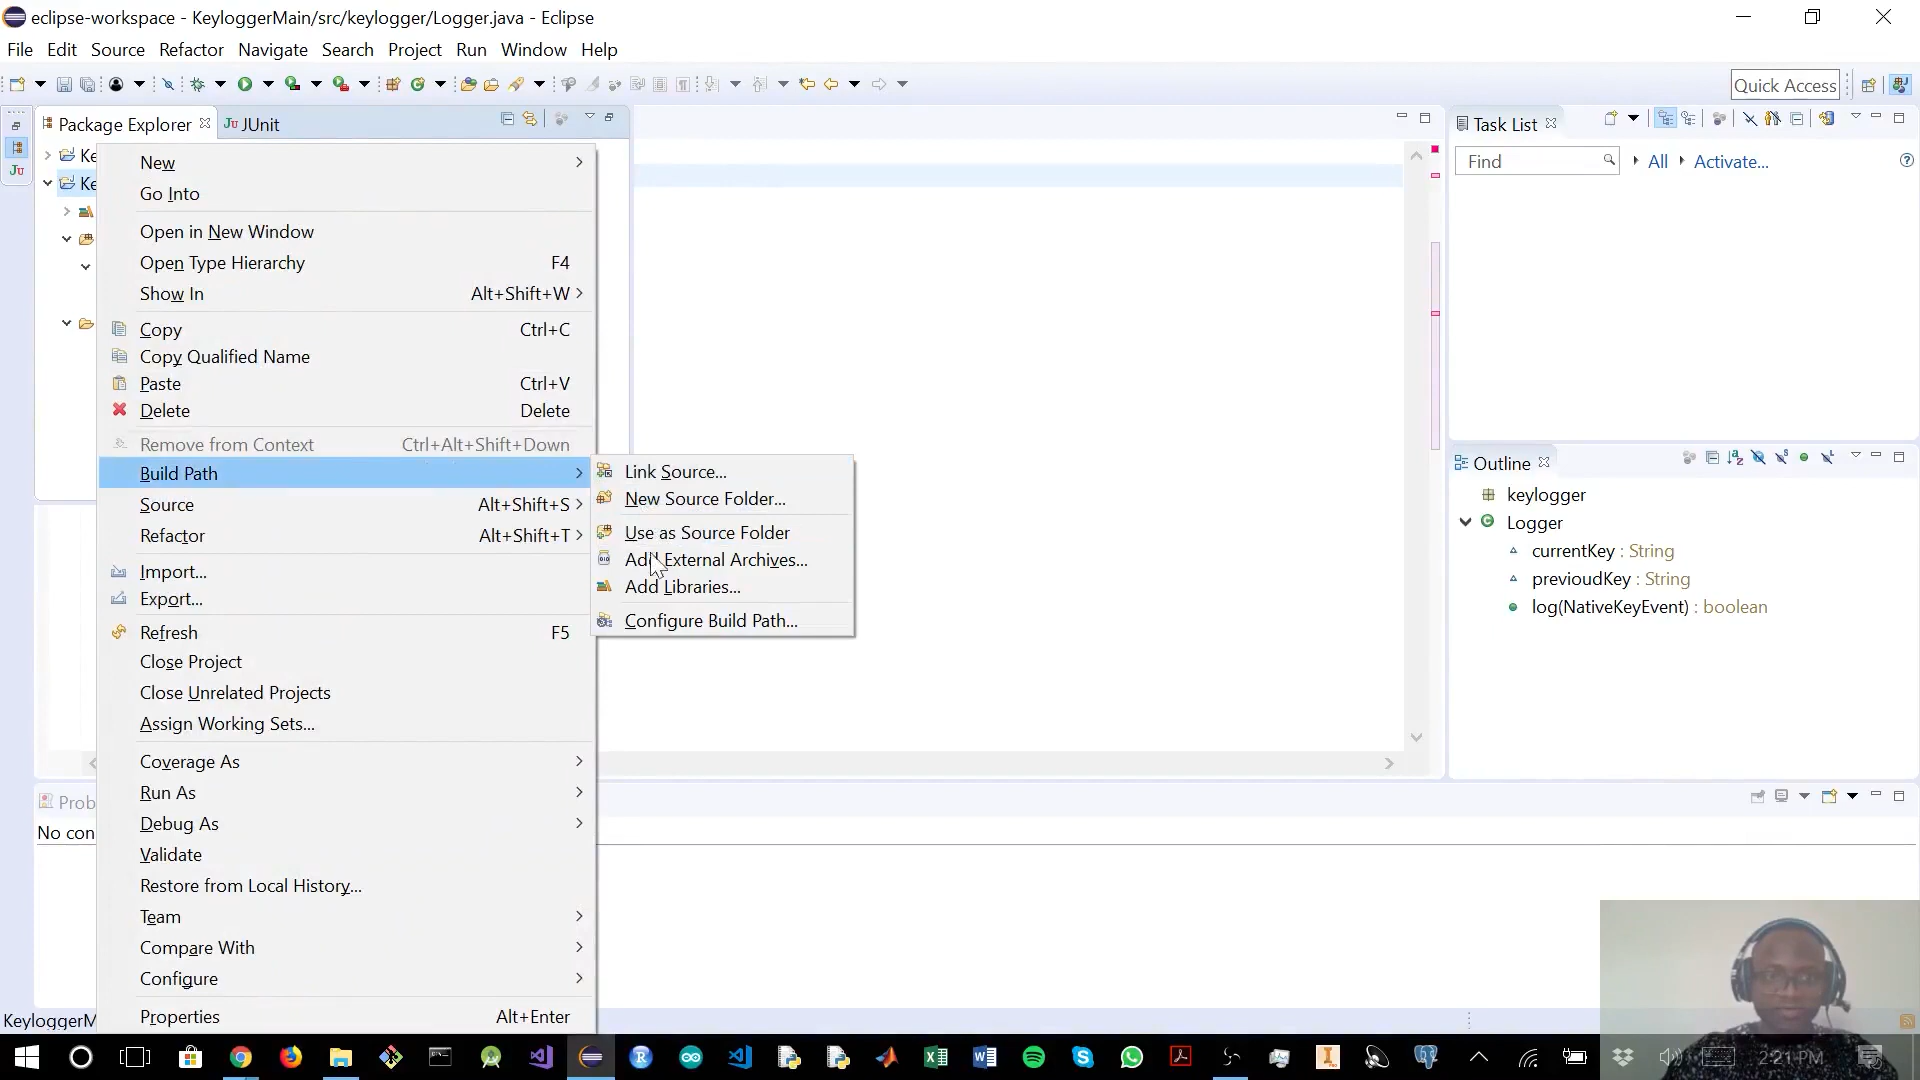 eclipse-workspace - KeyloggerMain/src/keylogger/Logger.java - Eclipse
File Edit Source Refactor Navigate Search Project Run Window Help
Quick Access
Package Explorer
Ju JUnit
Task List
Find
All
Activate...
Ke
Ke
New
Go Into
Open in New Window
Open Type Hierarchy F4
Show In Alt+Shift+W
Copy Ctrl+C
Copy Qualified Name
Paste Ctrl+V
Delete Delete
Remove from Context Ctrl+Alt+Shift+Down
Build Path
Source Alt+Shift+S
Refactor Alt+Shift+T
Import...
Export...
Refresh F5
Close Project
Close Unrelated Projects
Assign Working Sets...
Coverage As
Run As
Debug As
Validate
Restore from Local History...
Team
Compare With
Configure
Properties Alt+Enter
Link Source...
New Source Folder...
Use as Source Folder
Add External Archives...
Add Libraries...
Configure Build Path...
Outline
keylogger
Logger
currentKey : String
previoudKey : String
log(NativeKeyEvent) : boolean
Prob
No con
KeyloggerM
2:21 PM